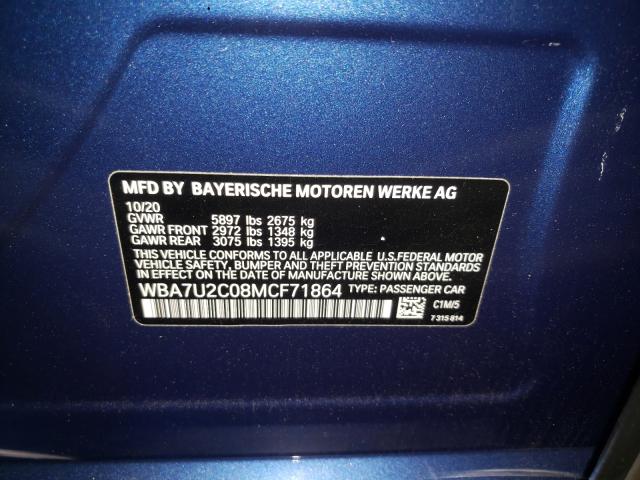 MFD BY BAYERISCHE MOTOREN WERKE AG
10/20
GVWR 5897 lbs 2675 kg
GAWR FRONT 2972 lbs 1348 kg
GAWR REAR 3075 lbs 1395 kg
THIS VEHICLE CONFORMS TO ALL APPLICABLE U.S.FEDERAL MOTOR
VEHICLE SAFETY, BUMPER AND THEFT PREVENTION STANDARDS
IN EFFECT ON THE DATE OF MANUFACTURE SHOWN ABOVE.
WBA7U2C08MCF71864 TYPE: PASSENGER CAR
C1M/5
7 315 814